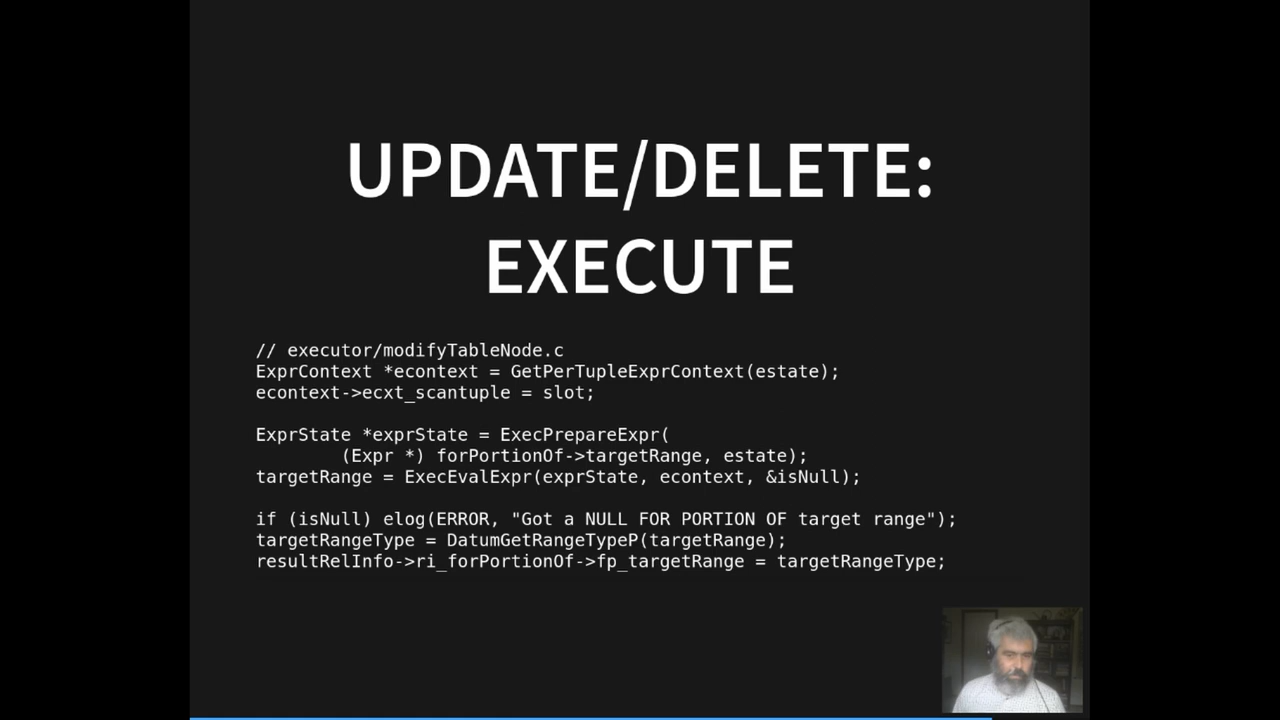 UPDATE/DELETE:
EXECUTE
// executor/modifyTableNode.c
ExprContext *econtext = GetPerTupleExprContext(estate);
econtext->ecxt_scantuple = slot;
ExprState *exprState = ExecPrepareExpr(
(Expr *) forPortionOf->targetRange, estate);
targetRange = ExecEvalExpr(exprState, econtext, &isNull);
if (isNull) elog(ERROR, "Got a NULL FOR PORTION OF target range");
targetRangeType = DatumGetRangeTypeP(targetRange);
resultRelInfo->ri_forPortionOf->fp_targetRange = targetRangeType;